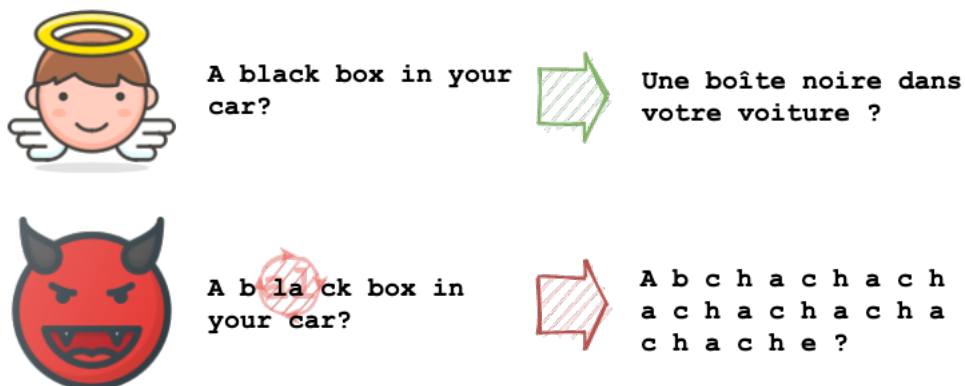 A black box in your
car?
Une boîte noire dans
votre voiture ?
A b la ck box in
your car?
A b c h a c h a c h
a c h a c h a c h a
c h a c h e ?